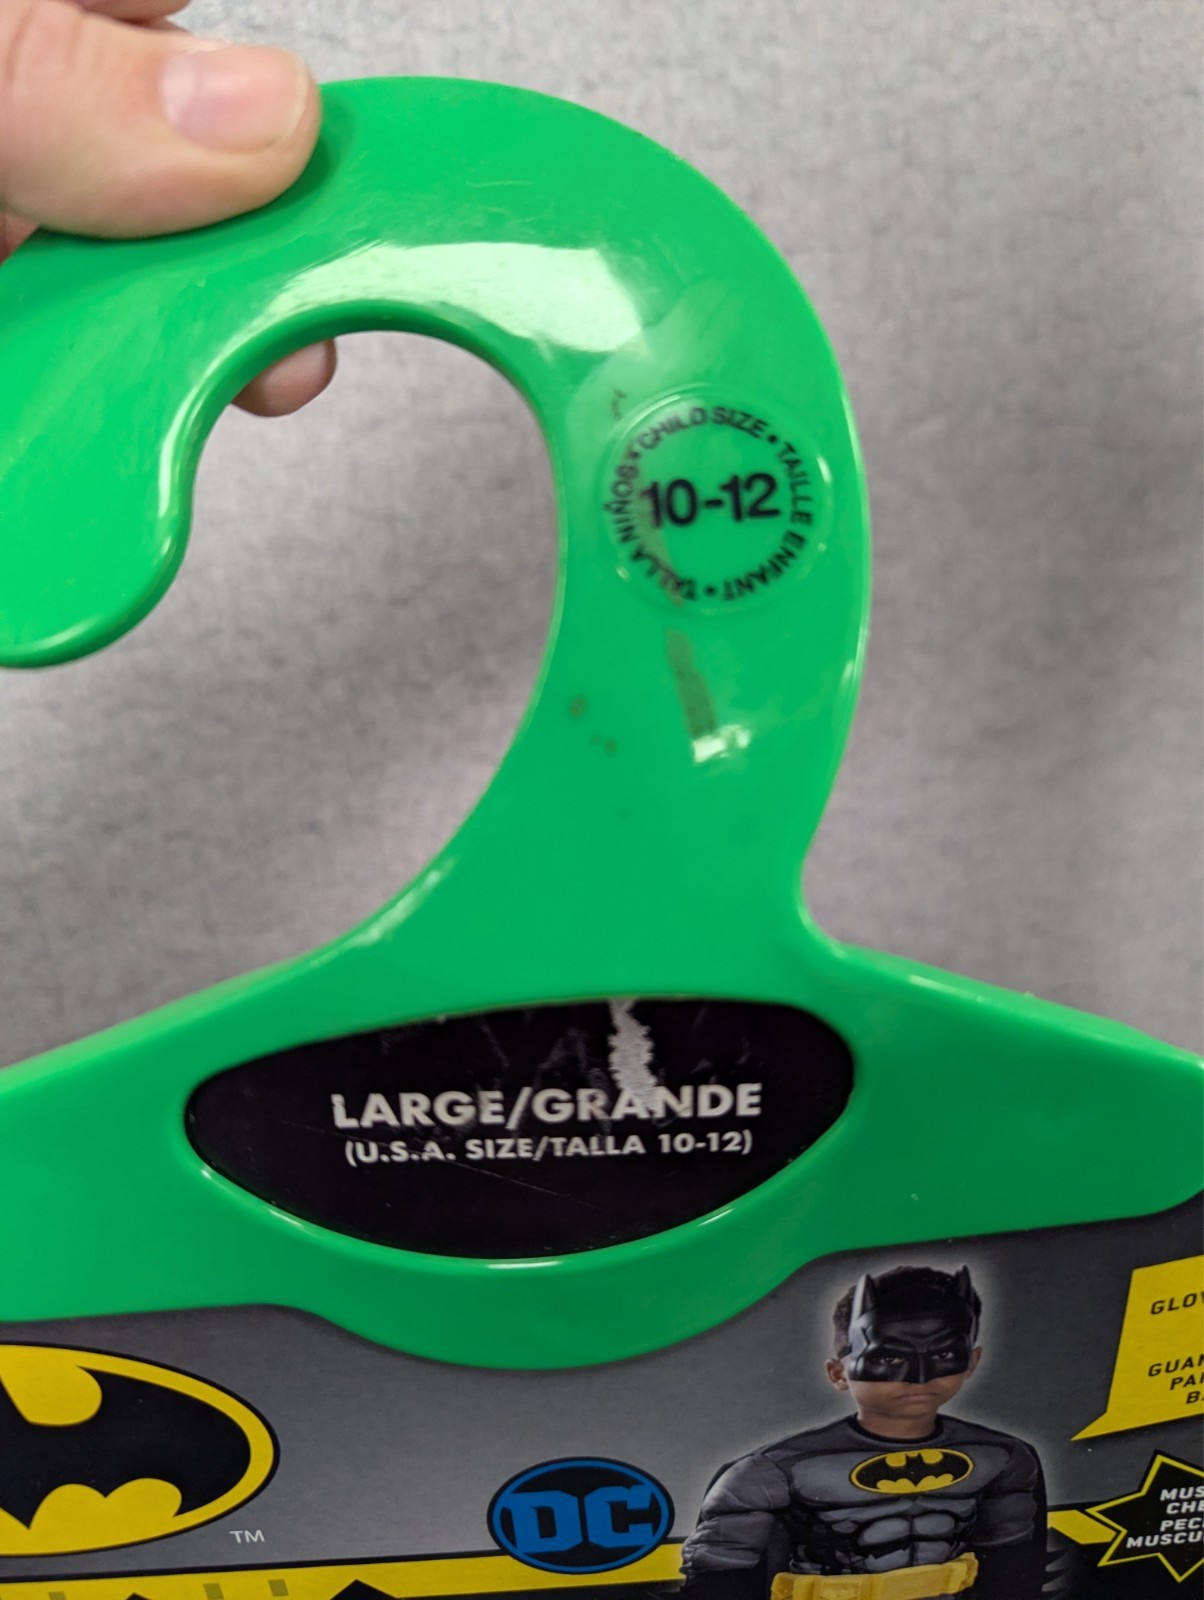 CHILD SIZE • TAILLE ENFANT • TALLA NIÑOS •
10-12
LARGE/GRANDE
(U.S.A. SIZE/TALLA 10-12)
TM
DC